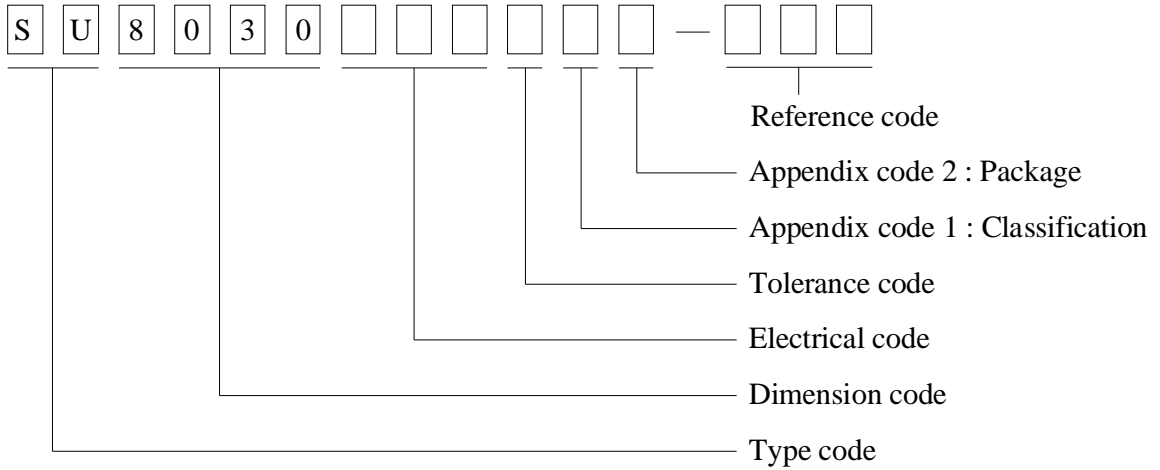 S U 8 0 3 0 —
Reference code
Appendix code 2 : Package
Appendix code 1 : Classification
Tolerance code
Electrical code
Dimension code
Type code